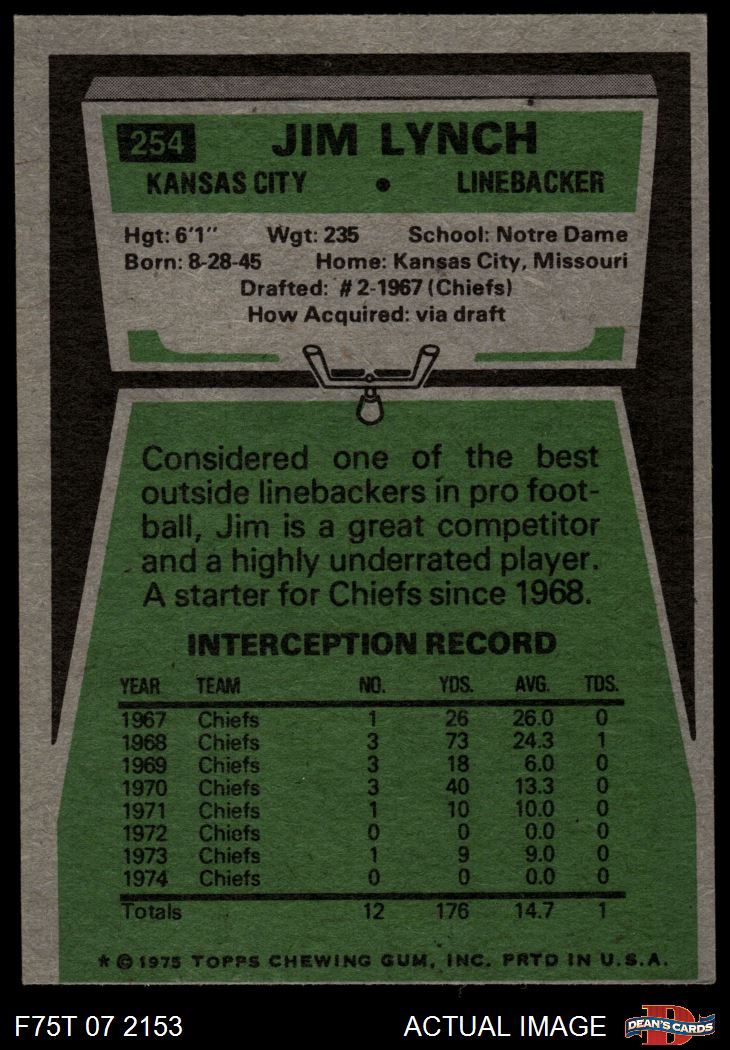 254 JIM LYNCH
KANSAS CITY • LINEBACKER
Hgt: 6'1" Wgt: 235 School: Notre Dame
Born: 8-28-45 Home: Kansas City, Missouri
Drafted: #2-1967 (Chiefs)
How Acquired: via draft
Considered one of the best
outside linebackers in pro foot-
ball, Jim is a great competitor
and a highly underrated player.
A starter for Chiefs since 1968.
INTERCEPTION RECORD
YEAR TEAM NO. YDS. AVG. TDS.
1967 Chiefs 1 26 26.0 0
1968 Chiefs 3 73 24.3 1
1969 Chiefs 3 18 6.0 0
1970 Chiefs 3 40 13.3 0
1971 Chiefs 1 10 10.0 0
1972 Chiefs 0 0 0.0 0
1973 Chiefs 1 9 9.0 0
1974 Chiefs 0 0 0.0 0
Totals 12 176 14.7 1
* © 1975 TOPPS CHEWING GUM, INC. PRTD IN U.S.A.
F75T 07 2153 ACTUAL IMAGE D DEAN'S CARDS